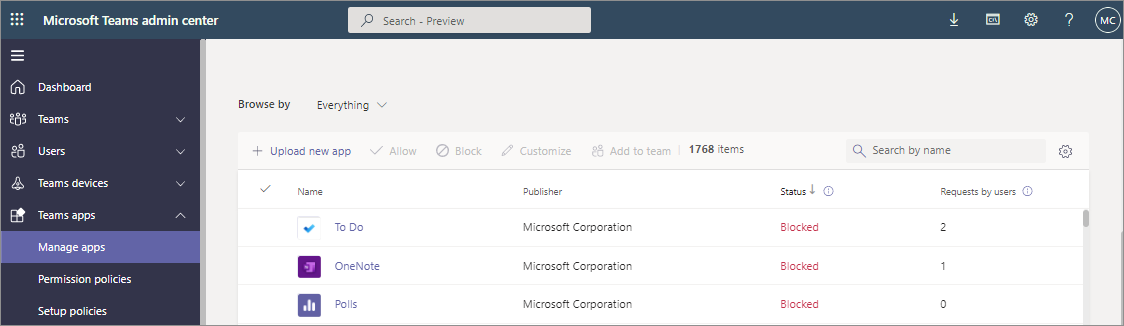 Microsoft Teams admin center
Search - Preview
?
MC
Dashboard
Teams
Users
Teams devices
Teams apps
Manage apps
Permission policies
Setup policies
Browse by Everything
+ Upload new app Allow Block Customize Add to team 1768 items Search by name
Name Publisher Status Requests by users
To Do Microsoft Corporation Blocked 2
OneNote Microsoft Corporation Blocked 1
Polls Microsoft Corporation Blocked 0